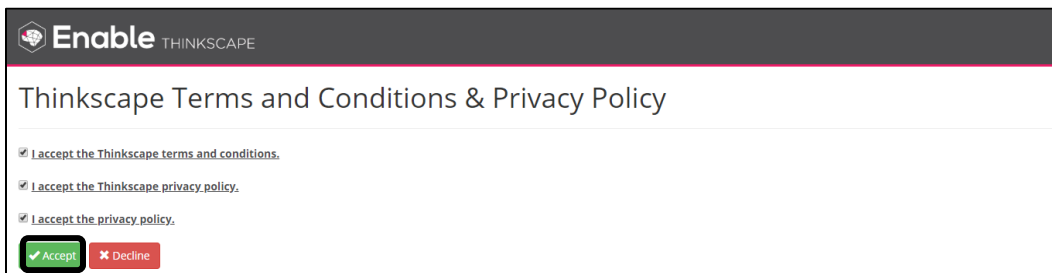 Enable THINKSCAPE
Thinkscape Terms and Conditions & Privacy Policy
I accept the Thinkscape terms and conditions.
I accept the Thinkscape privacy policy.
I accept the privacy policy.
Accept Decline